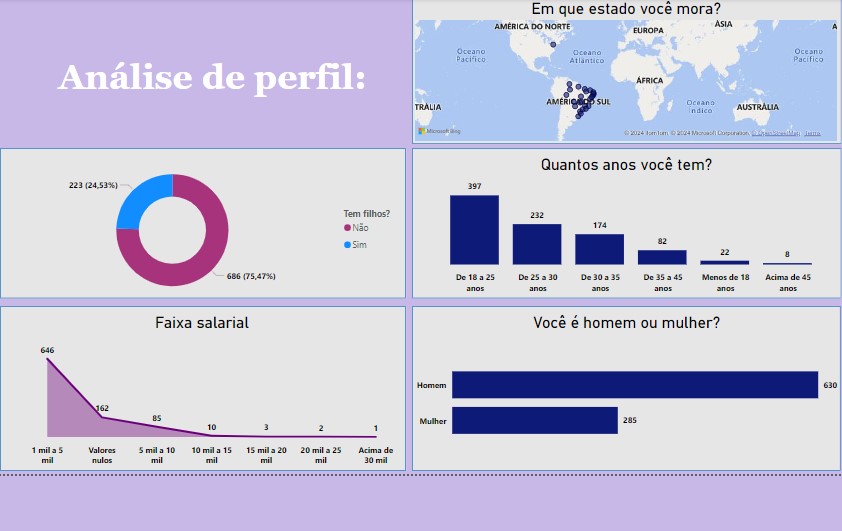 Análise de perfil:
Em que estado você mora?
AMÉRICA DO NORTE
EUROPA
ÁSIA
Oceano
Pacífico
Oceano
Atlântico
Oceano
Pacífico
ÁFRICA
AMÉRICA DO SUL
Oceano
Índico
TRÁLIA
AUSTRÁLIA
Microsoft Bing
© 2024 TomTom, © 2024 Microsoft Corporation, © OpenStreetMap Terms
223 (24,53%)
686 (75,47%)
Tem filhos?
Não
Sim
Quantos anos você tem?
397
232
174
82
22
8
De 18 a 25
anos
De 25 a 30
anos
De 30 a 35
anos
De 35 a 45
anos
Menos de 18
anos
Acima de 45
anos
Faixa salarial
646
162
85
10
3
2
1
1 mil a 5
mil
Valores
nulos
5 mil a 10
mil
10 mil a 15
mil
15 mil a 20
mil
20 mil a 25
mil
Acima de
30 mil
Você é homem ou mulher?
Homem
630
Mulher
285